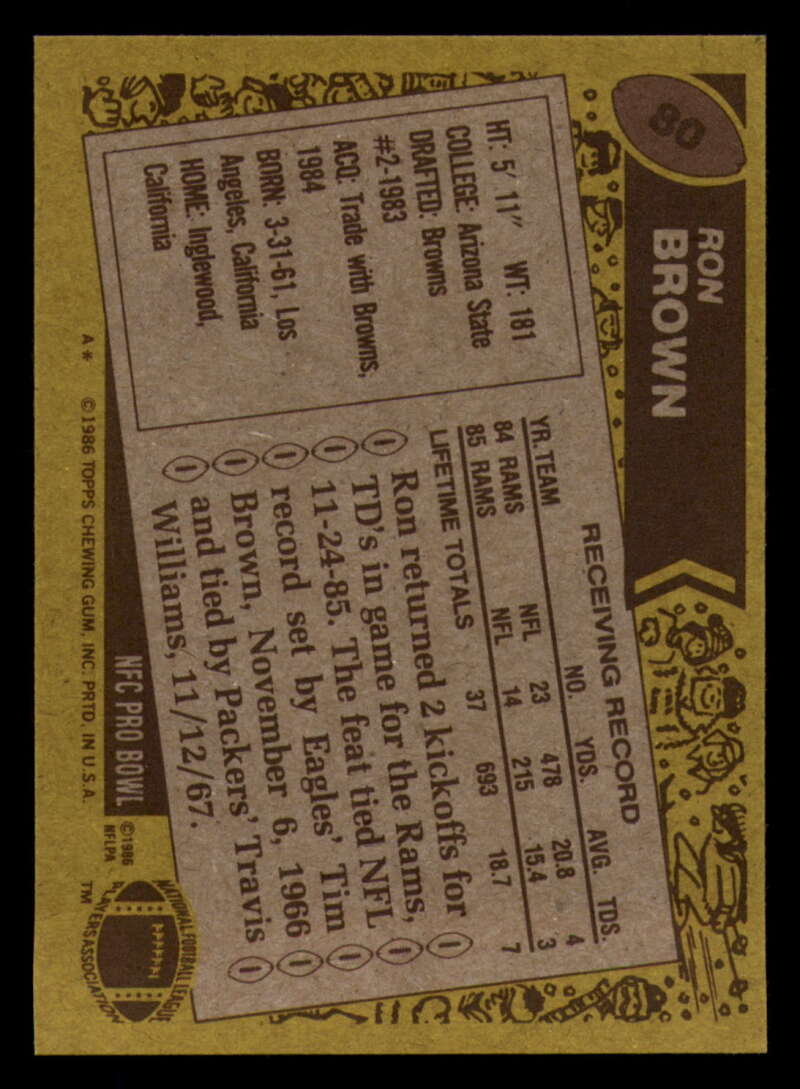 80
RON
BROWN
HT: 5' 11" WT: 181
COLLEGE: Arizona State
DRAFTED: Browns
#2-1983
ACQ: Trade with Browns,
1984
BORN: 3-31-61, Los
Angeles, California
HOME: Inglewood,
California
RECEIVING RECORD
YR. TEAM NO. YDS. AVG. TDS.
84 RAMS NFL 23 478 20.8 4
85 RAMS NFL 14 215 15.4 3
LIFETIME TOTALS 37 693 18.7 7
Ron returned 2 kickoffs for
TD's in game for the Rams,
11-24-85. The feat tied NFL
record set by Eagles' Tim
Brown, November 6, 1966
and tied by Packers' Travis
Williams, 11/12/67.
NFC PRO BOWL
A* ©1986 TOPPS CHEWING GUM, INC. PRTD. IN U.S.A.
©1986
NFLPA
NATIONAL FOOTBALL LEAGUE
PLAYERS ASSOCIATION
TM